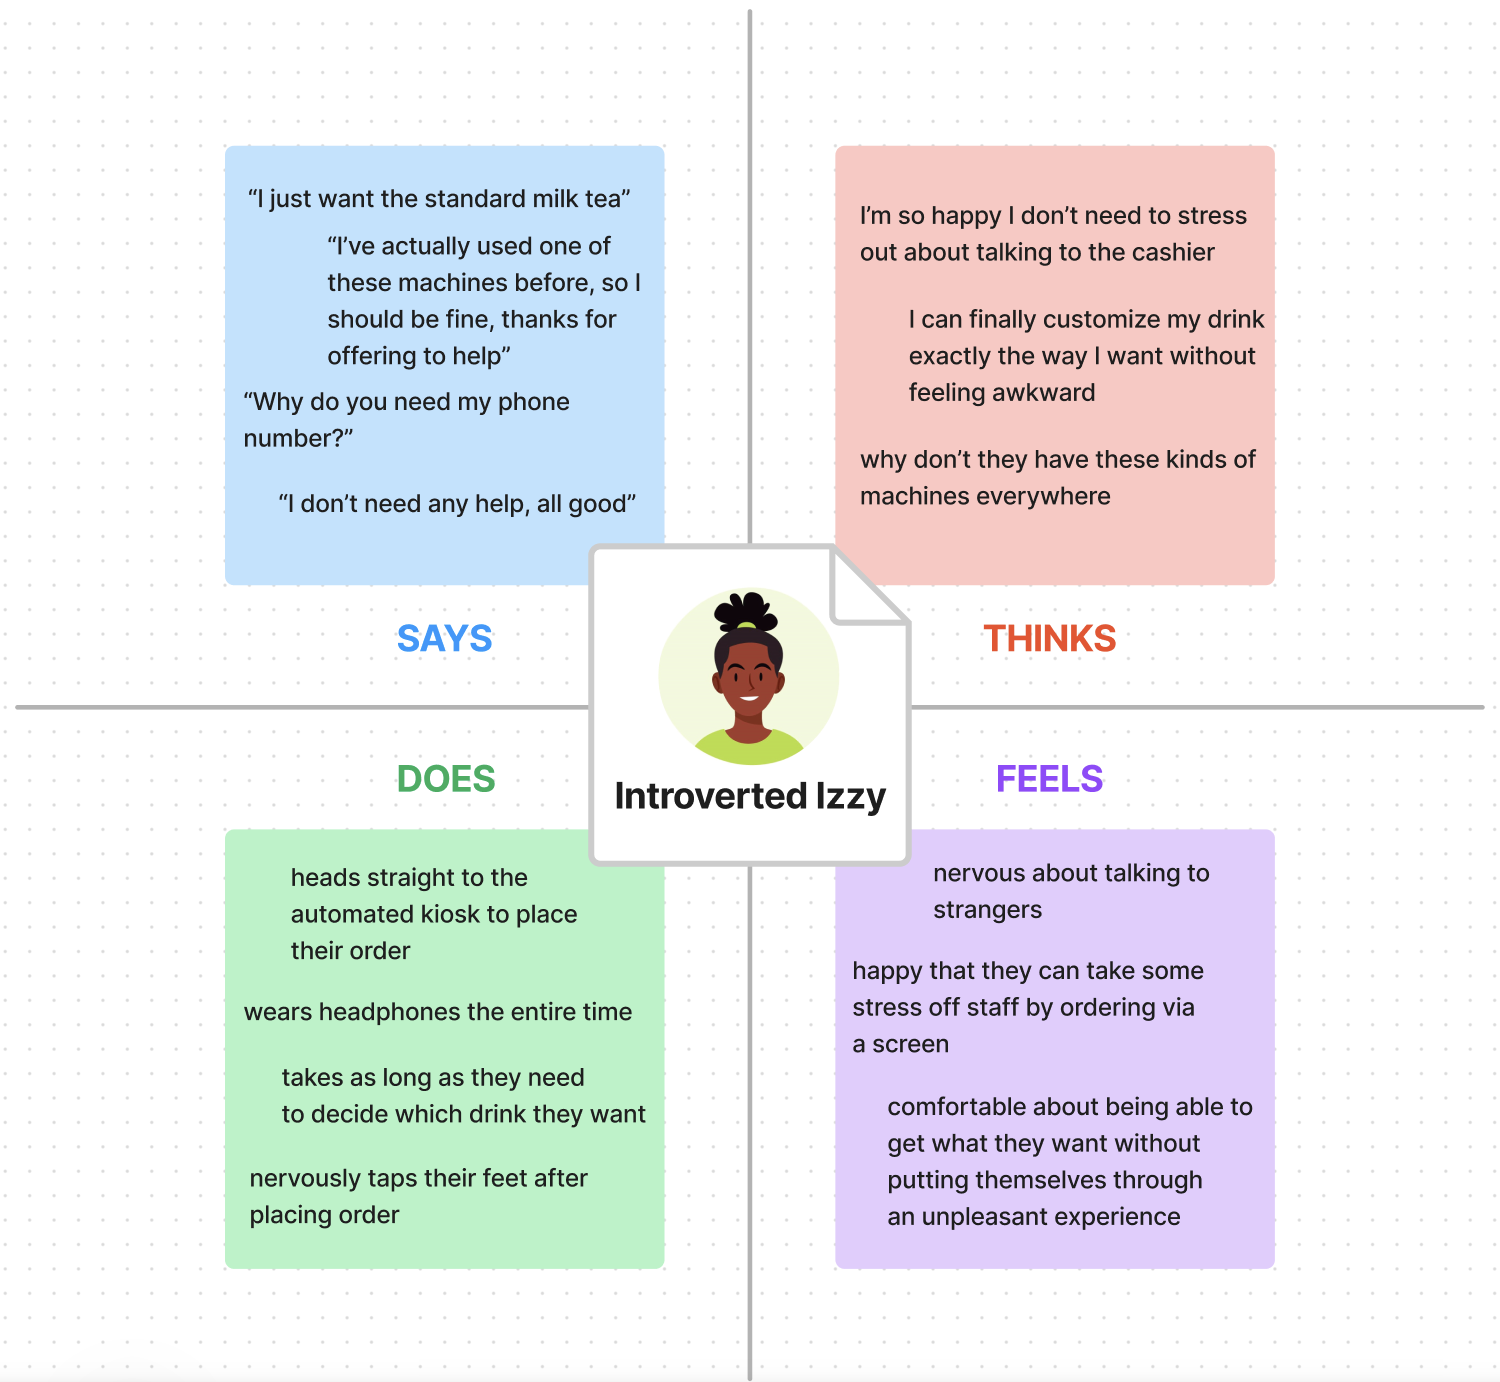 “I just want the standard milk tea”
“I’ve actually used one of
these machines before, so I
should be fine, thanks for
offering to help”
“Why do you need my phone
number?”
“I don’t need any help, all good”
SAYS
I’m so happy I don’t need to stress
out about talking to the cashier
I can finally customize my drink
exactly the way I want without
feeling awkward
why don’t they have these kinds of
machines everywhere
THINKS
Introverted Izzy
DOES
heads straight to the
automated kiosk to place
their order
wears headphones the entire time
takes as long as they need
to decide which drink they want
nervously taps their feet after
placing order
FEELS
nervous about talking to
strangers
happy that they can take some
stress off staff by ordering via
a screen
comfortable about being able to
get what they want without
putting themselves through
an unpleasant experience